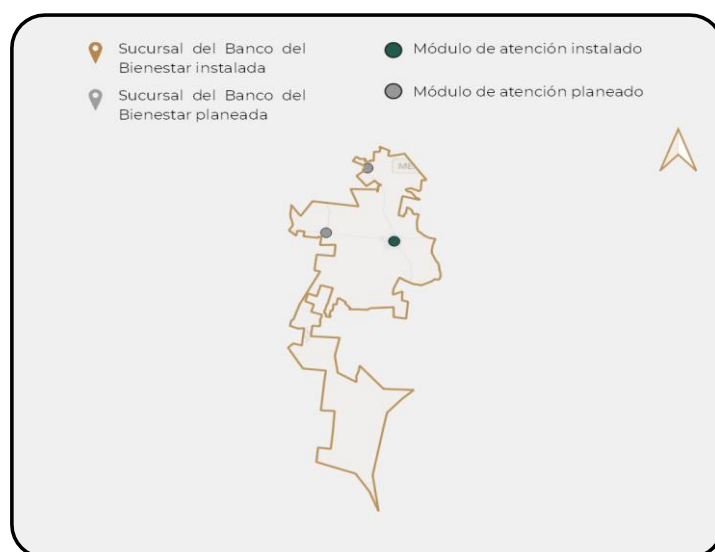 Sucursal del Banco del
Bienestar instalada
Sucursal del Banco del
Bienestar planeada
Módulo de atención instalado
Módulo de atención planeado